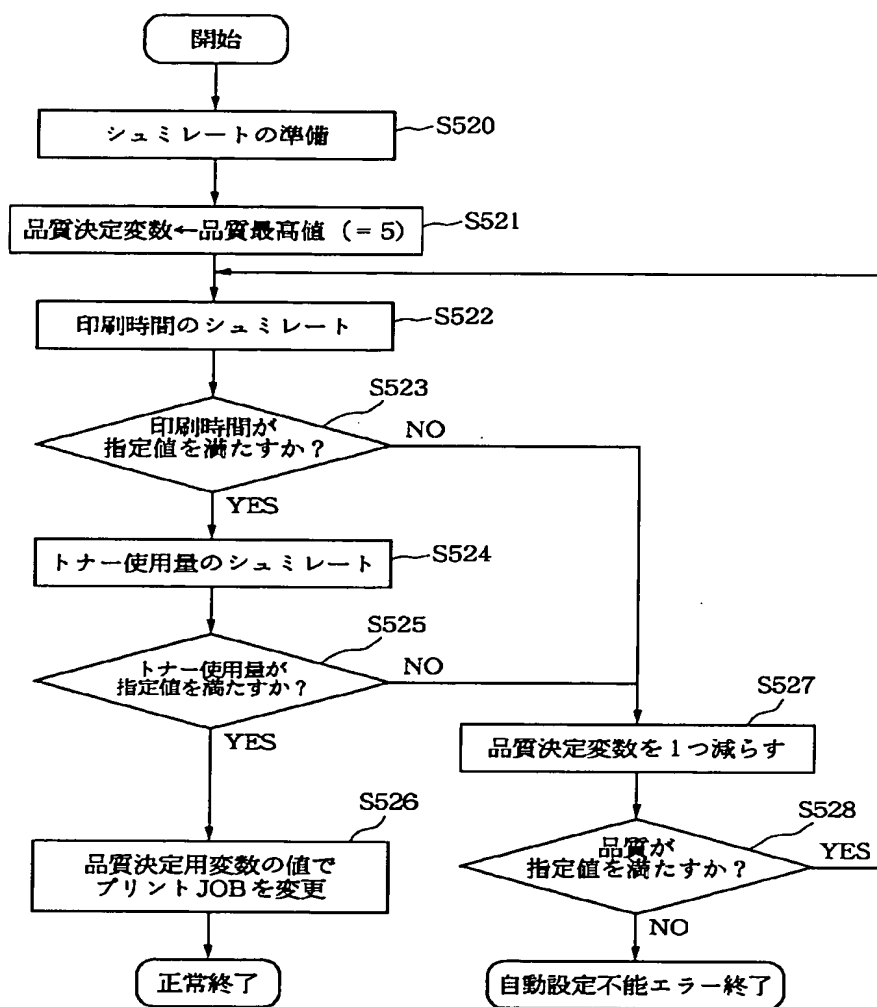 開始
シュミレートの準備
S520
品質決定変数←品質最高値 (=5)
S521
印刷時間のシュミレート
S522
S523
印刷時間が
指定値を満たすか？
NO
YES
トナー使用量のシュミレート
S524
S525
トナー使用量が
指定値を満たすか？
NO
YES
S527
品質決定変数を1つ減らす
S526
品質決定用変数の値で
プリントJOBを変更
S528
品質が
指定値を満たすか？
YES
NO
正常終了
自動設定不能エラー終了